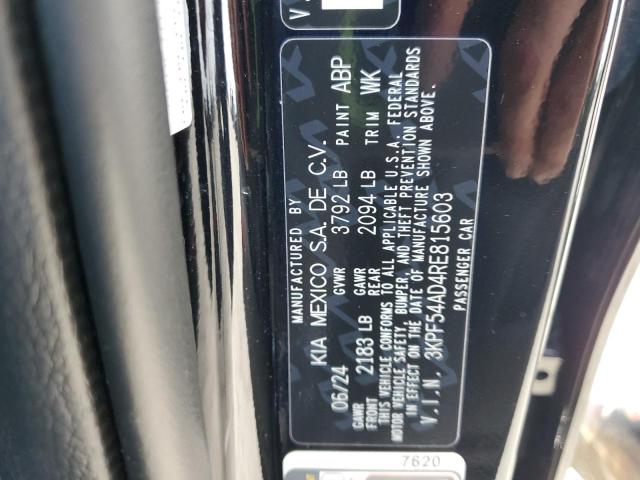 MANUFACTURED BY
KIA MEXICO S.A. DE C.V.
06/24 GVWR 3792 LB PAINT ABP
GAWR FRONT 2183 LB GAWR REAR 2094 LB TRIM WK
THIS VEHICLE CONFORMS TO ALL APPLICABLE U.S.A. FEDERAL
MOTOR VEHICLE SAFETY, BUMPER, AND THEFT PREVENTION STANDARDS
IN EFFECT ON THE DATE OF MANUFACTURE SHOWN ABOVE.
V.I.N. 3KPF54AD4RE815603
PASSENGER CAR
7620